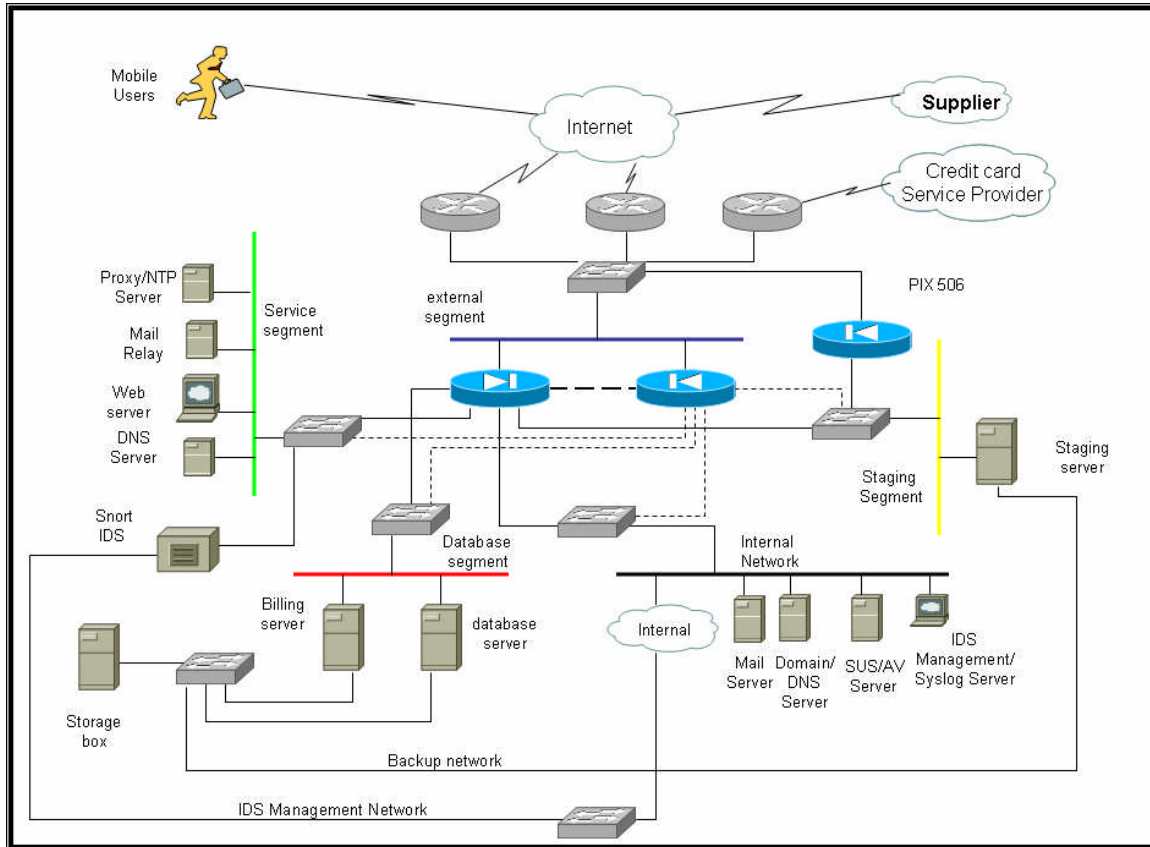 Mobile
Users
Internet
Supplier
Credit card
Service Provider
Proxy/NTP
Server
Service
segment
external
segment
PIX 506
Mail
Relay
Web
server
DNS
Server
Staging
server
Staging
Segment
Snort
IDS
Database
segment
Internal
Network
Billing
server
database
server
Internal
Mail
Server
Domain/
DNS
Server
SUS/AV
Server
IDS
Management/
Syslog Server
Storage
box
Backup network
IDS Management Network